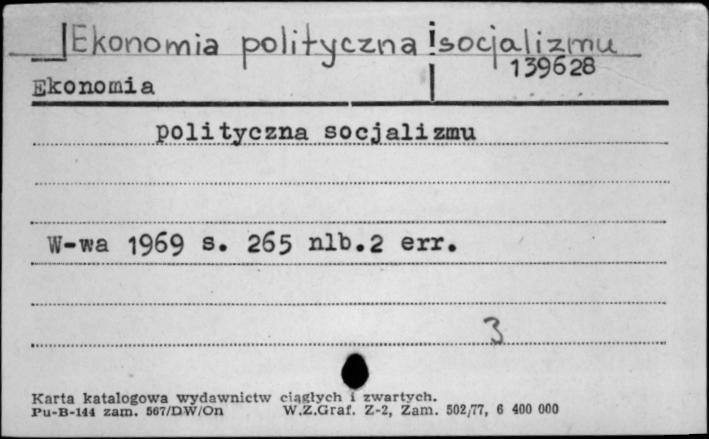 Ekonomia polityczna socjalizmu
139628
Ekonomia
polityczna socjalizmu
W-wa 1969 s. 265 nlb.2 err.
3
Karta katalogowa wydawnictw ciągłych i zwartych.
Pu-B-144 zam. 567/DW/On W.Z.Graf. Z-2, Zam. 502/77, 6 400 000